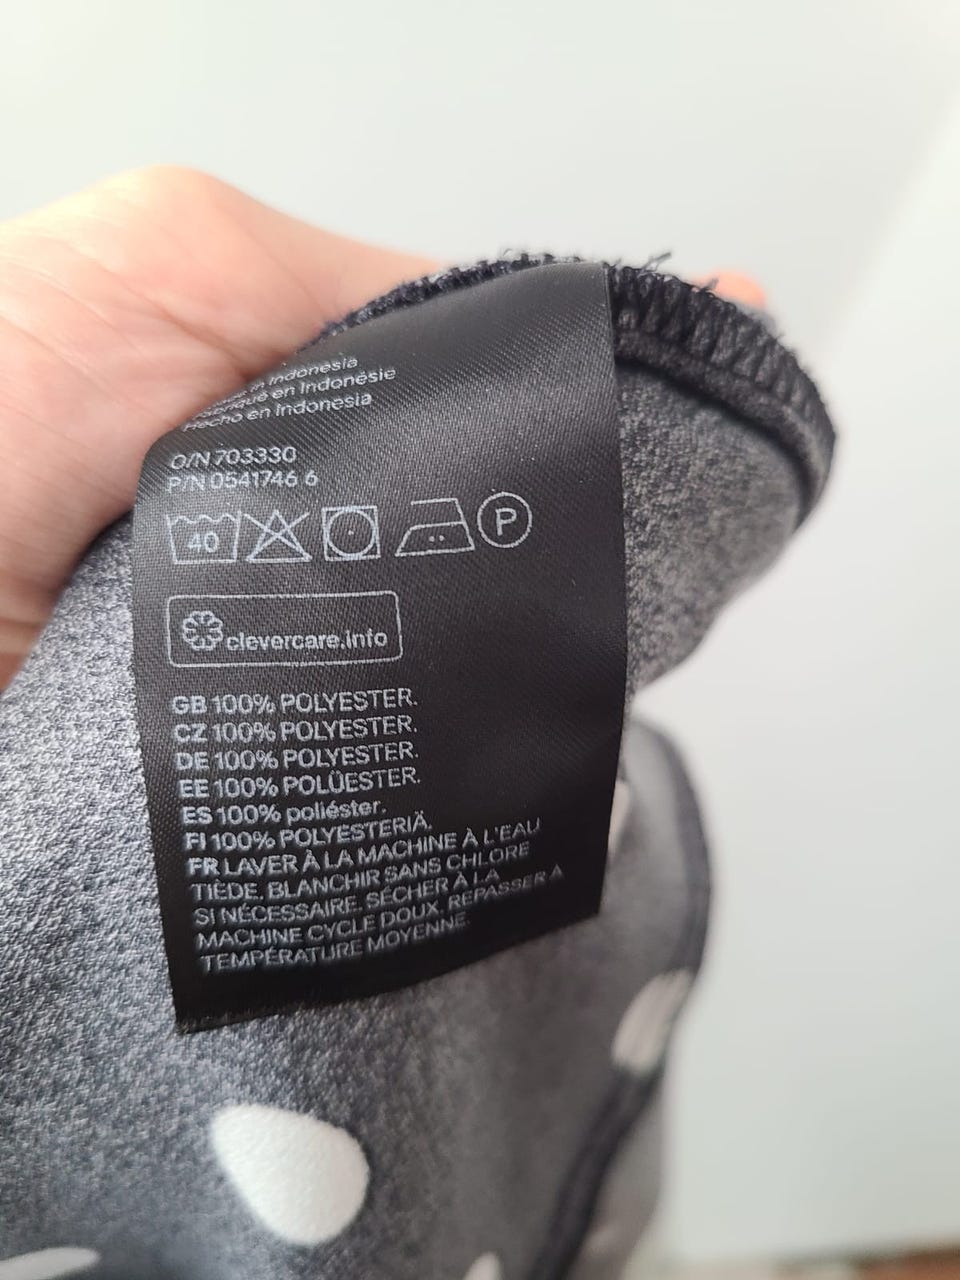 in Indonesia
Fabriqué en Indonésie
Hecho en Indonesia
O/N 703330
P/N 0541746 6
40
P
clevercare.info
GB 100% POLYESTER.
CZ 100% POLYESTER.
DE 100% POLYESTER.
EE 100% POLÜESTER.
ES 100% poliéster.
FI 100% POLYESTERIÄ.
FR LAVER À LA MACHINE À L'EAU
TIÈDE. BLANCHIR SANS CHLORE
SI NÉCESSAIRE. SÉCHER À LA
MACHINE CYCLE DOUX. REPASSER À
TEMPÉRATURE MOYENNE.